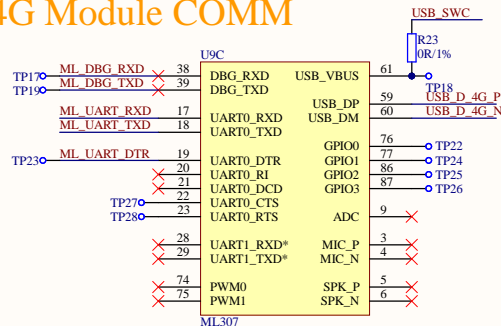 4G Module COMM
USB_SWC
R23
0R/1%
U9C
TP17 ML_DBG_RXD 38 DBG_RXD USB_VBUS 61 TP18
TP19 ML_DBG_TXD 39 DBG_TXD
USB_DP 59 USB_D_4G_P
ML_UART_RXD 17 UART0_RXD USB_DM 60 USB_D_4G_N
ML_UART_TXD 18 UART0_TXD
GPIO0 76 TP22
TP23 ML_UART_DTR 19 UART0_DTR GPIO1 77 TP24
20 UART0_RI GPIO2 86 TP25
21 UART0_DCD GPIO3 87 TP26
TP27 22 UART0_CTS
TP28 23 UART0_RTS ADC 9
28 UART1_RXD* MIC_P 3
29 UART1_TXD* MIC_N 4
74 PWM0 SPK_P 5
75 PWM1 SPK_N 6
ML307